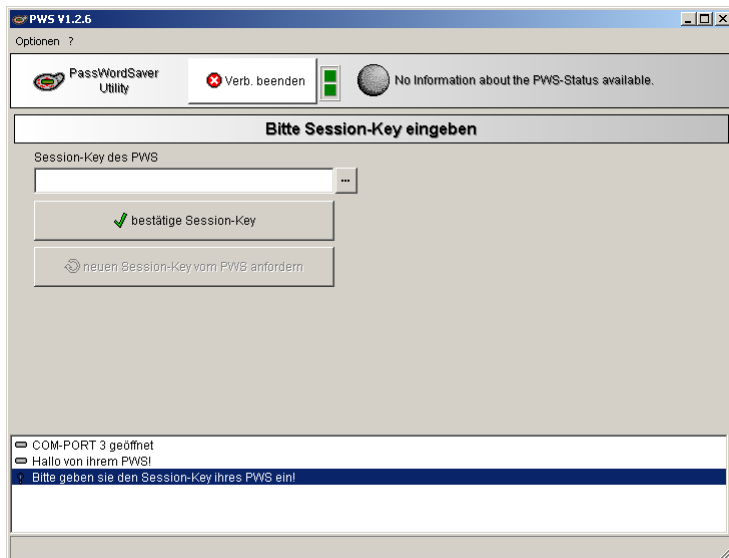 PWS V1.2.6
Optionen ?
PassWordSaver
Utility
Verb. beenden
No Information about the PWS-Status available.
Bitte Session-Key eingeben
Session-Key des PWS
...
bestätige Session-Key
neuen Session-Key vom PWS anfordern
COM-PORT 3 geöffnet
Hallo von ihrem PWS!
Bitte geben sie den Session-Key ihres PWS ein!